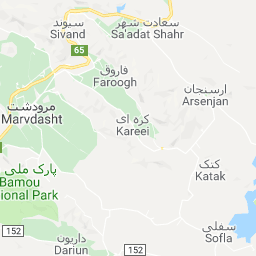 سیوند
Sivand
سعادت شهر
Sa'adat Shahr
65
فاروق
Faroogh
ارسنجان
Arsenjan
مرودشت
Marvdasht
کره ای
Kareei
پارک ملی
Bamou
ional Park
کتک
Katak
سفلی
Sofla
152
داریون
Dariun
152